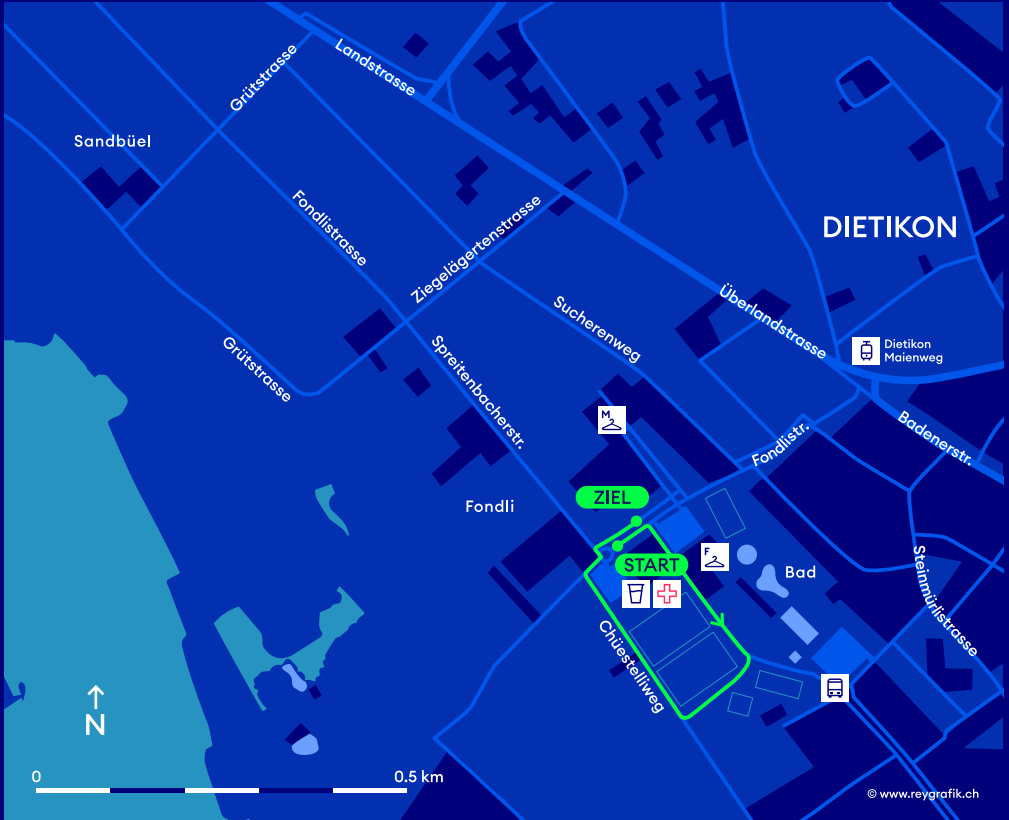 Landstrasse
Grütstrasse
Sandbüel
Fondlistrasse
Ziegelägertenstrasse
DIETIKON
Sucherenweg
Überlandstrasse
Dietikon
Maienweg
Grütstrasse
Spreitenbacherstr.
M
Badenerstr.
Fondlistr.
ZIEL
Fondli
F
START
Bad
Steinmürlistrasse
Chüestelliweg
N
0
0.5 km
© www.reygrafik.ch